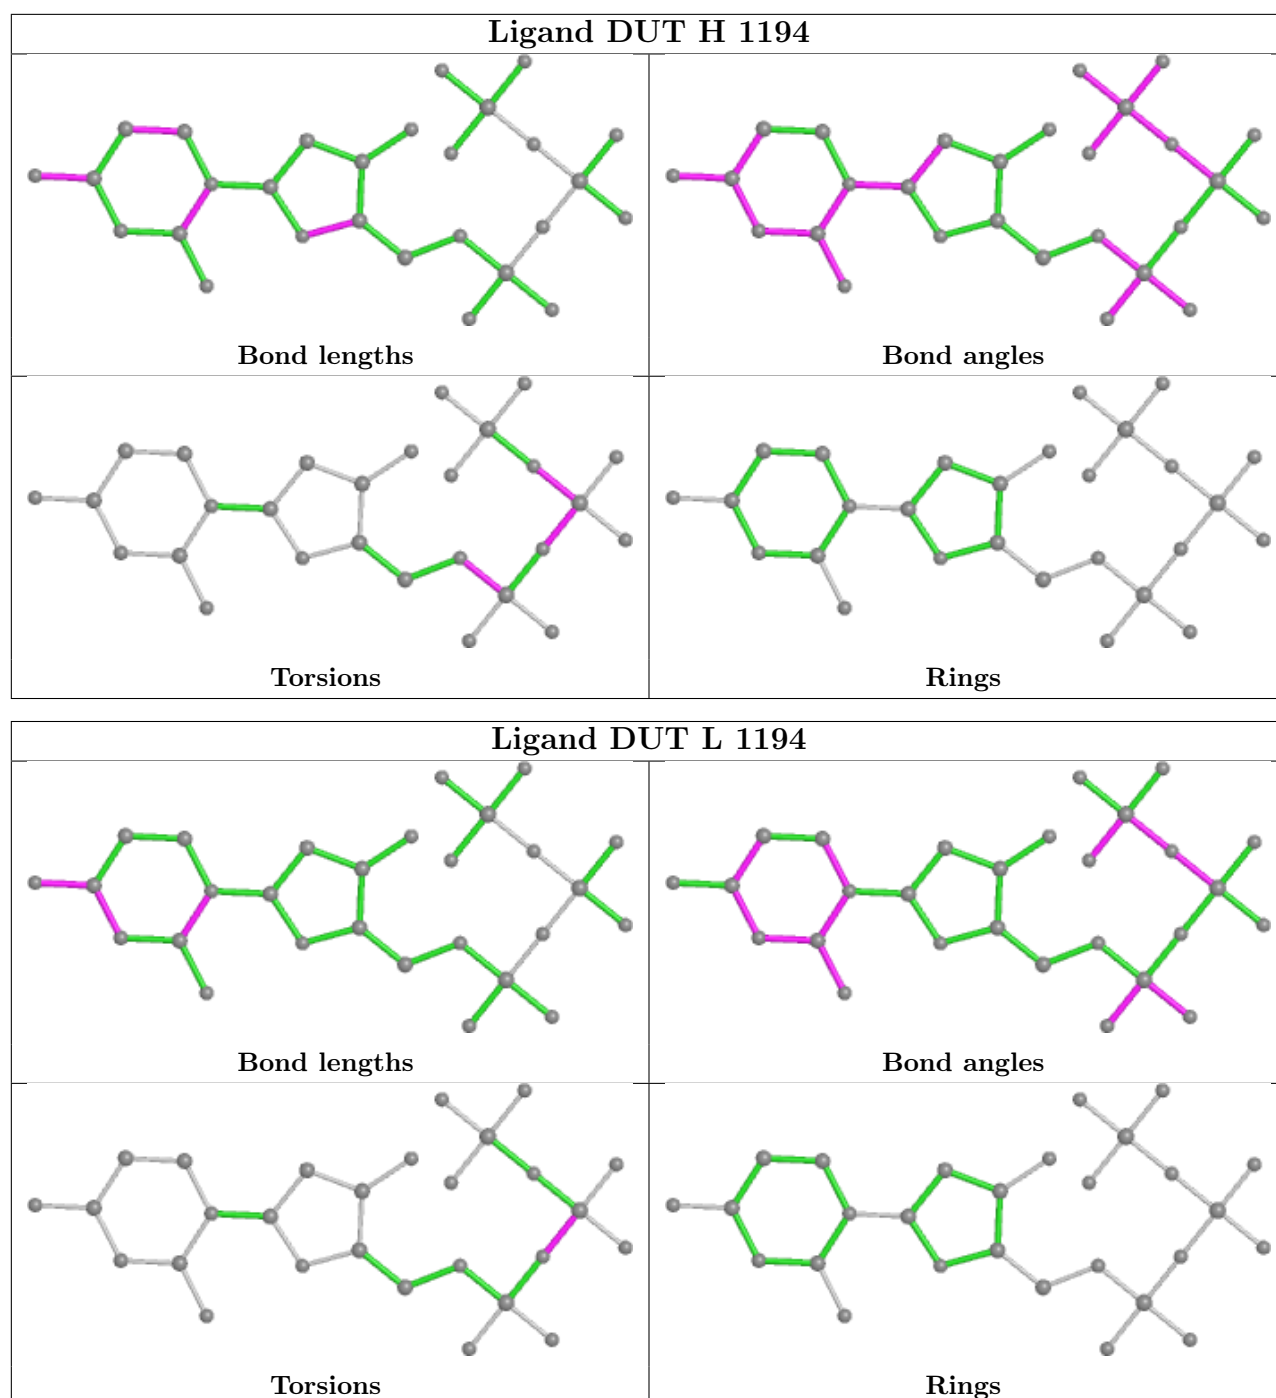 Ligand DUT H 1194
Bond lengths
Bond angles
Torsions
Rings
Ligand DUT L 1194
Bond lengths
Bond angles
Torsions
Rings